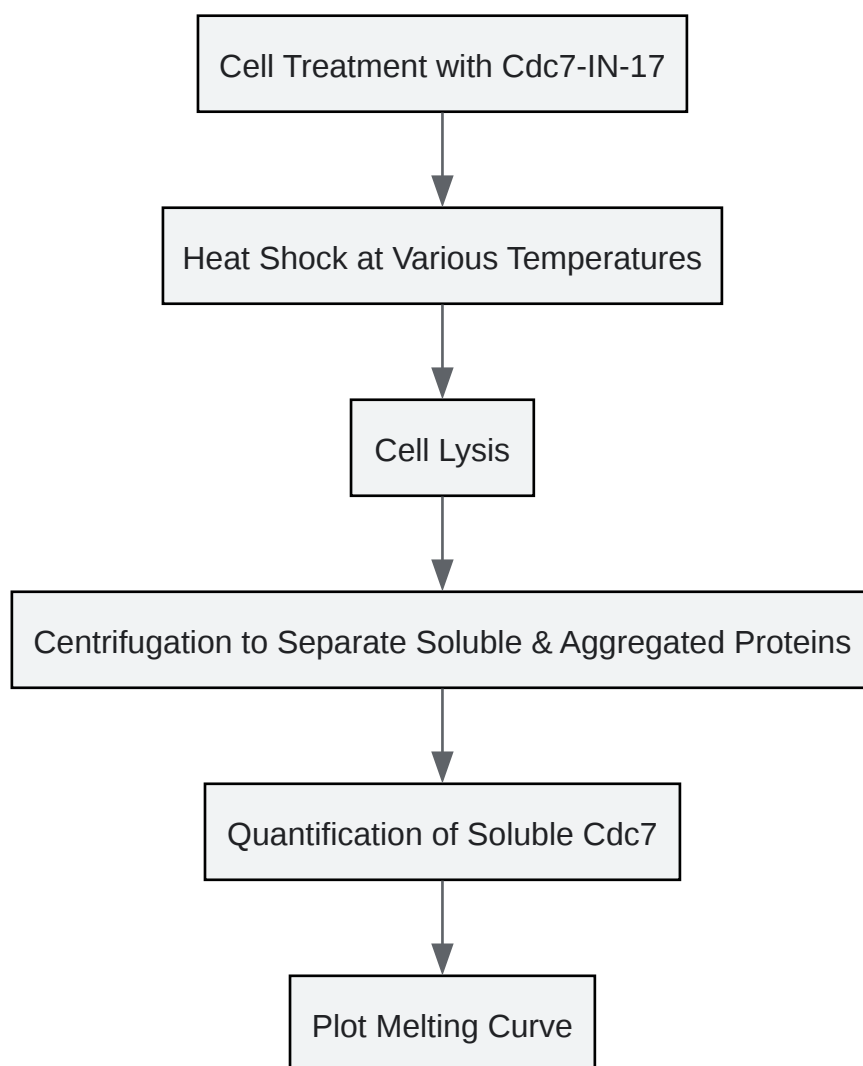 Cell Treatment with Cdc7-IN-17
Heat Shock at Various Temperatures
Cell Lysis
Centrifugation to Separate Soluble & Aggregated Proteins
Quantification of Soluble Cdc7
Plot Melting Curve